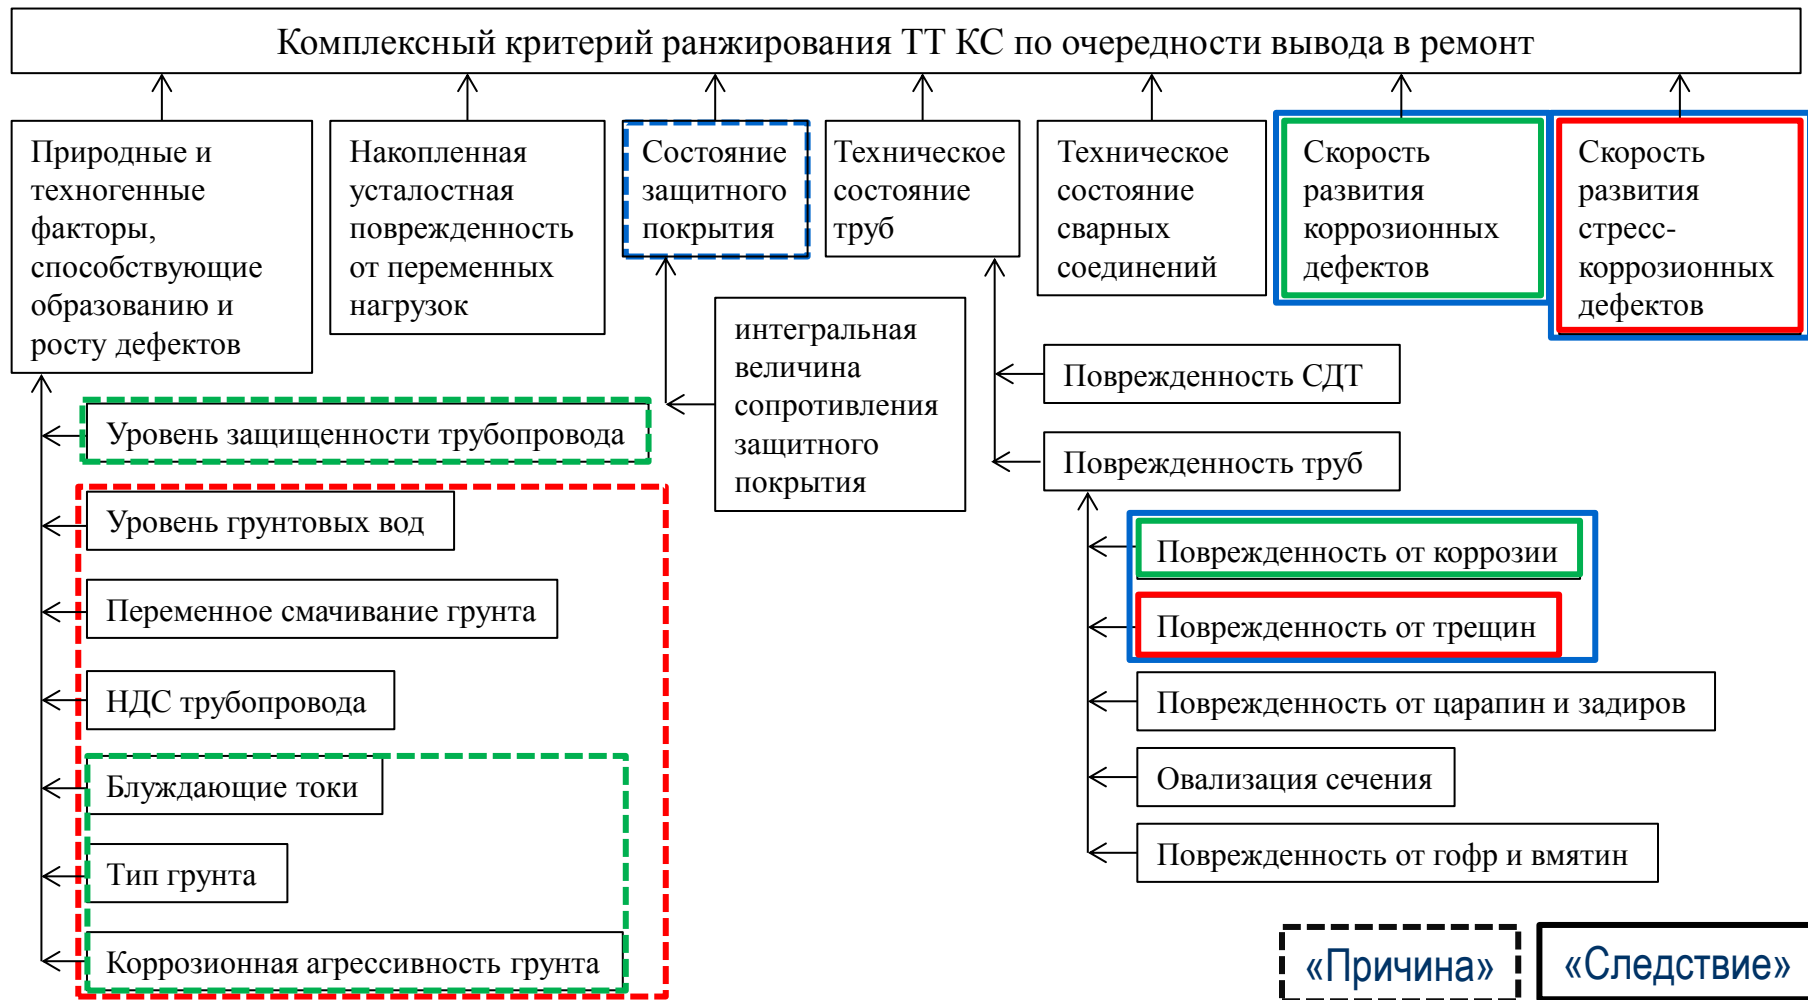 Комплексный критерий ранжирования ТТ КС по очередности вывода в ремонт
Природные и
техногенные
факторы,
способствующие
образованию и
росту дефектов
Накопленная
усталостная
поврежденность
от переменных
нагрузок
Состояние
защитного
покрытия
Техническое
состояние
труб
Техническое
состояние
сварных
соединений
Скорость
развития
коррозионных
дефектов
Скорость
развития
стресс-
коррозионных
дефектов
Уровень защищенности трубопровода
Уровень грунтовых вод
Переменное смачивание грунта
НДС трубопровода
Блуждающие токи
Тип грунта
Коррозионная агрессивность грунта
интегральная
величина
сопротивления
защитного
покрытия
Поврежденность СДТ
Поврежденность труб
Поврежденность от коррозии
Поврежденность от трещин
Поврежденность от царапин и задиров
Овализация сечения
Поврежденность от гофр и вмятин
«Причина»
«Следствие»